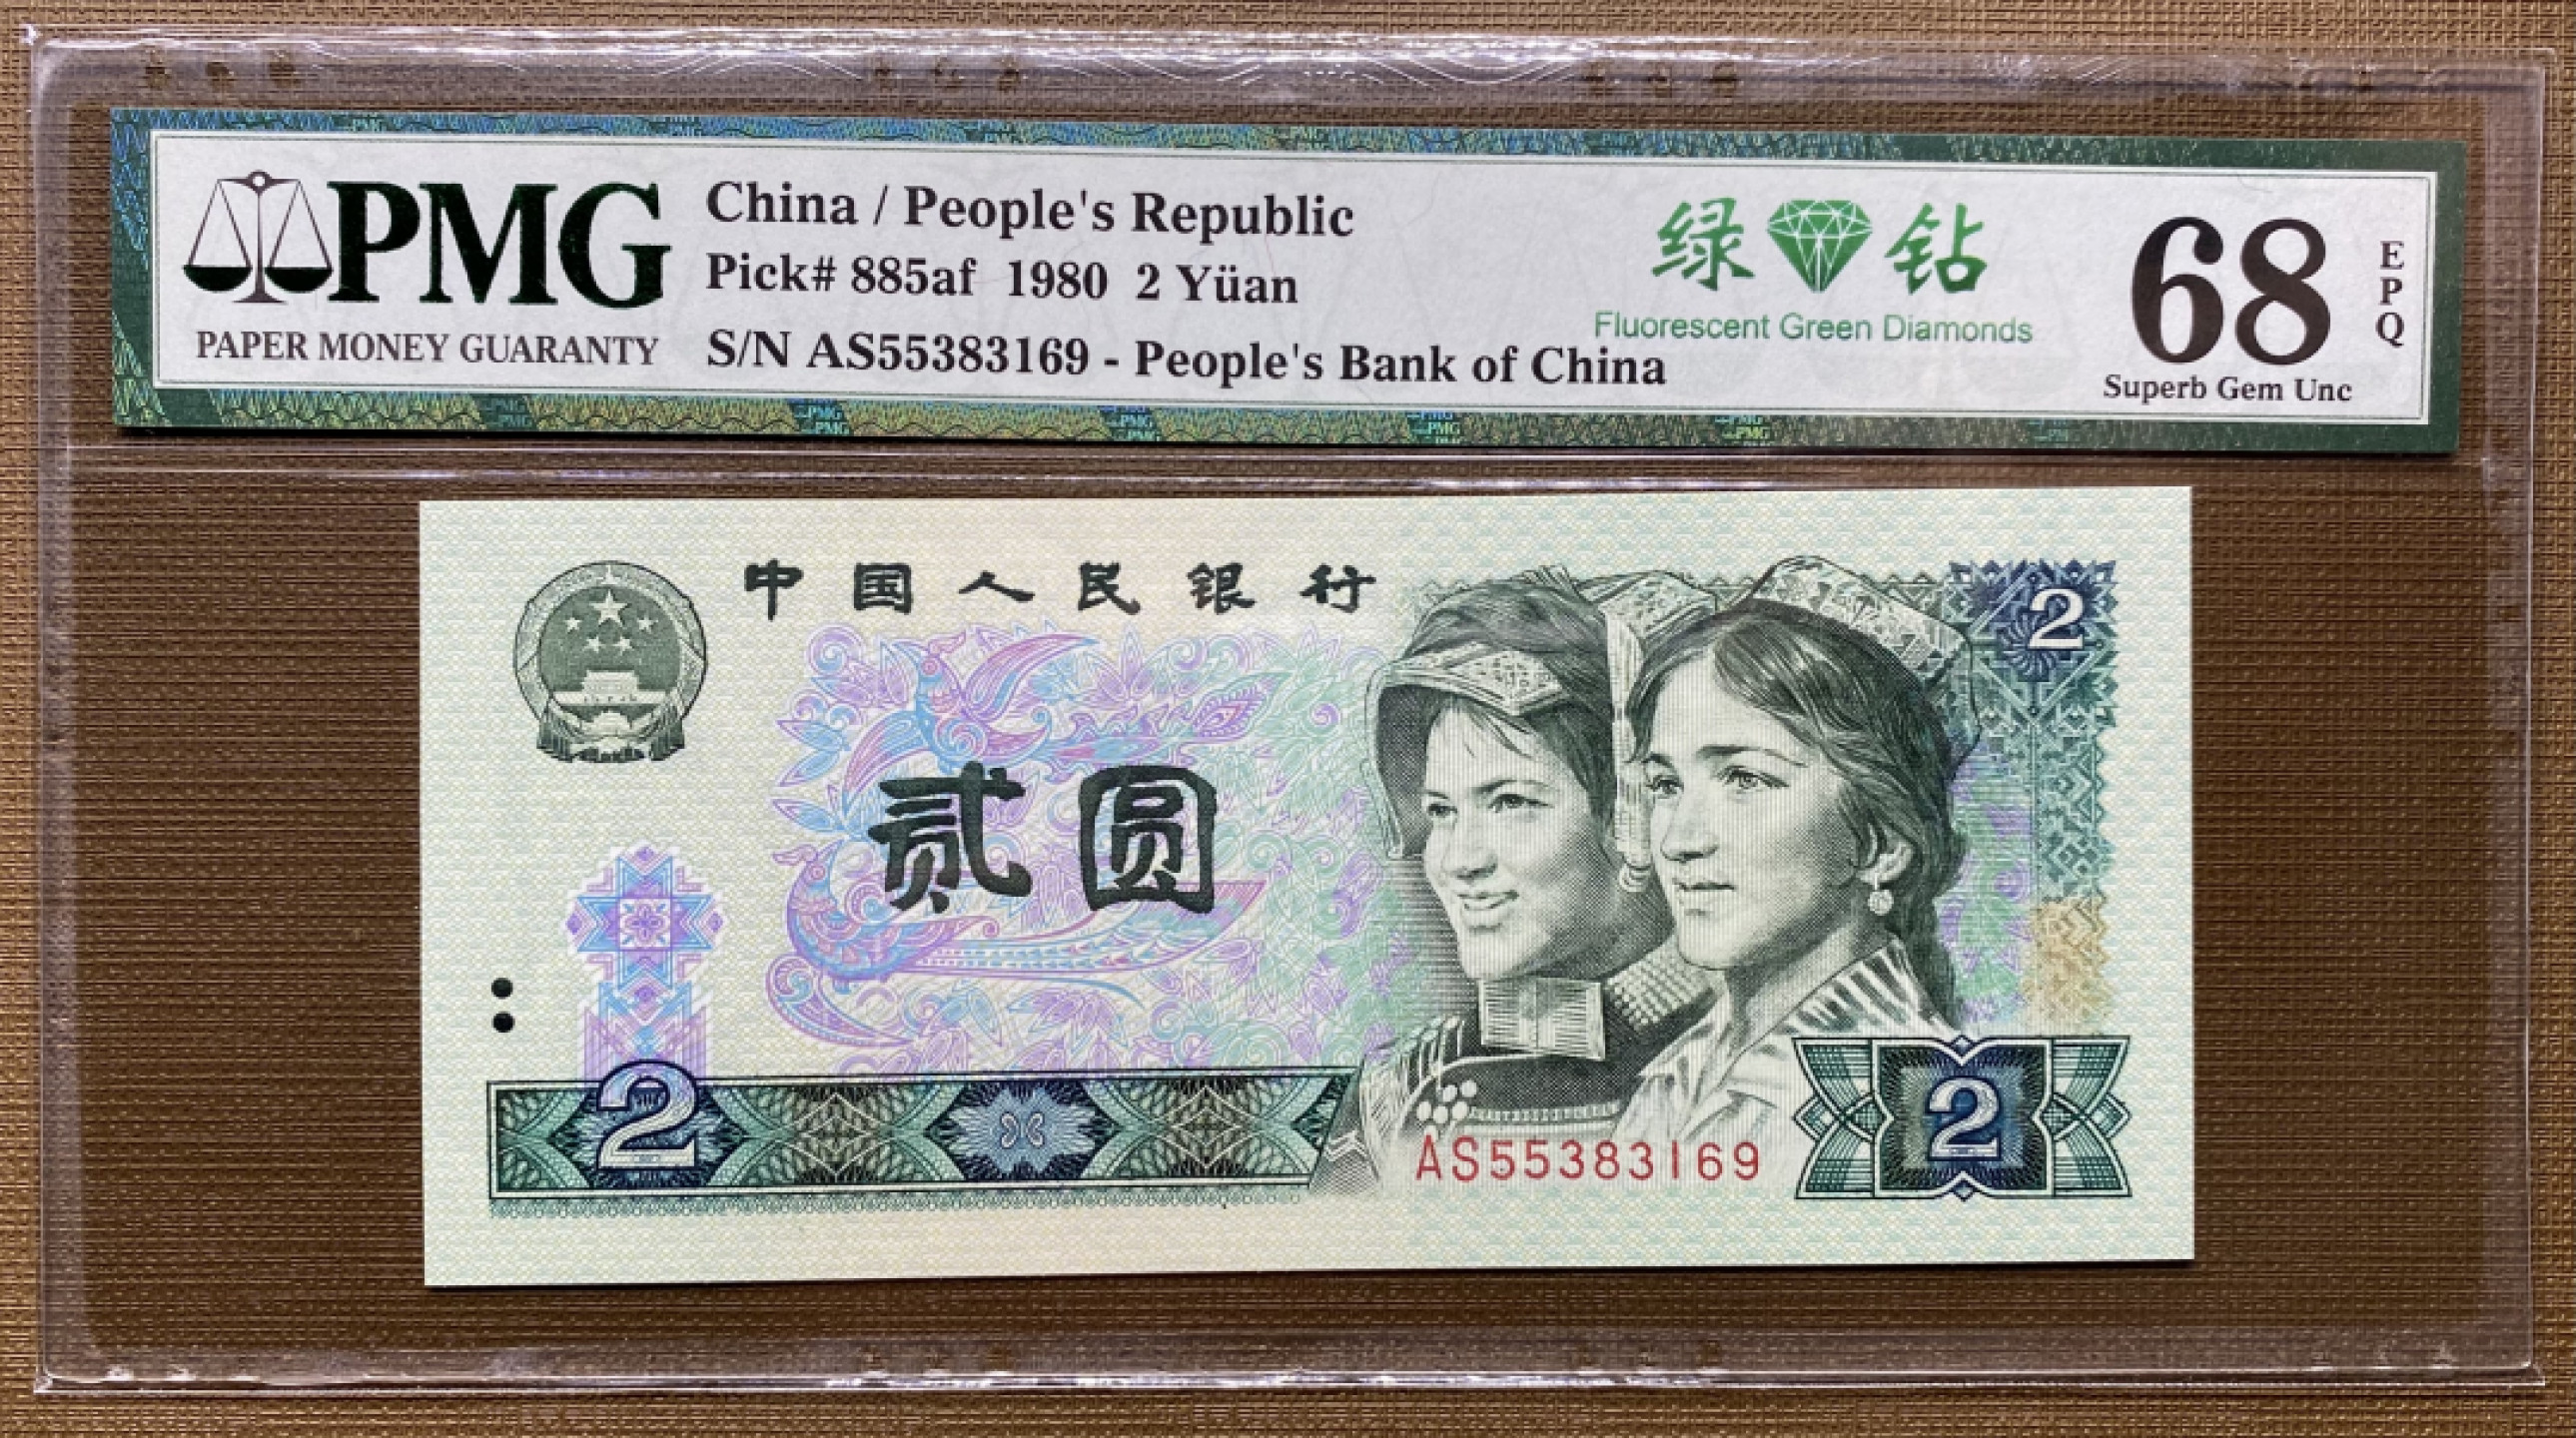 PMG
PAPER MONEY GUARANTY
China / People's Republic
Pick# 885af 1980 2 Yüan
S/N AS55383169 - People's Bank of China
绿钻
Fluorescent Green Diamonds
68
EPQ
Superb Gem Unc
中国人民银行
2
贰圆
2
AS55383169
2